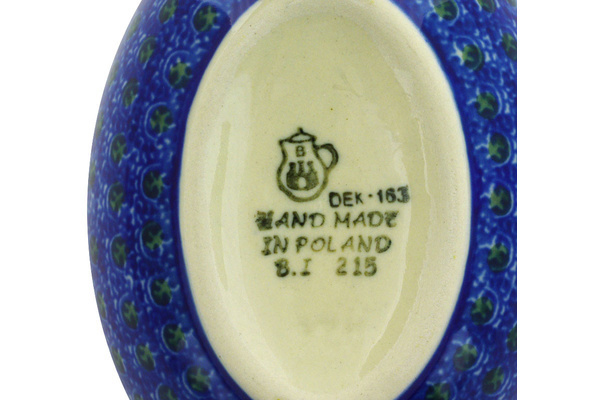 B
DEK·163
HAND MADE
IN POLAND
B.I 215